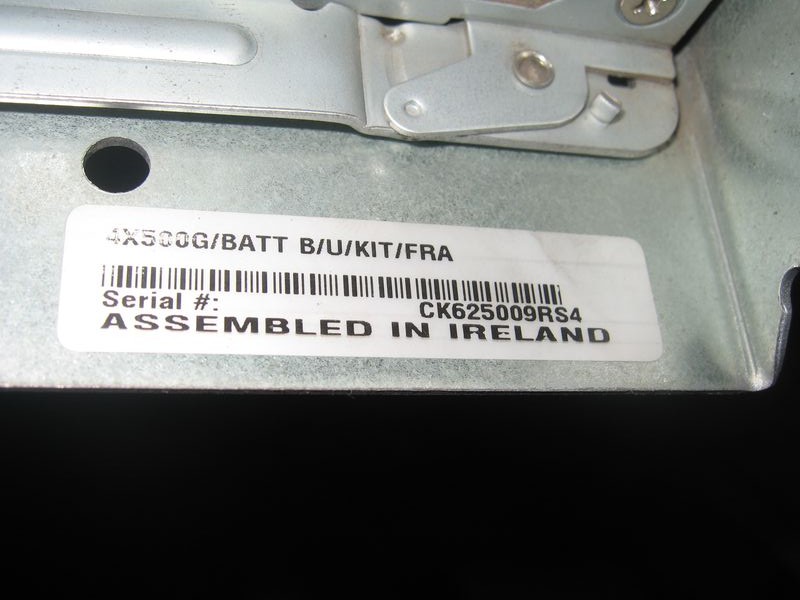 4X500G/BATT B/U/KIT/FRA
Serial #: CK625009RS4
ASSEMBLED IN IRELAND